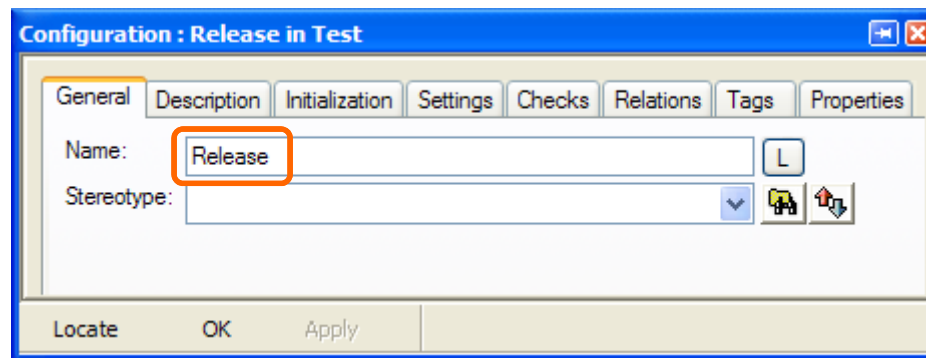 Configuration : Release in Test
General Description Initialization Settings Checks Relations Tags Properties
Name: Release L
Stereotype:
Locate OK Apply